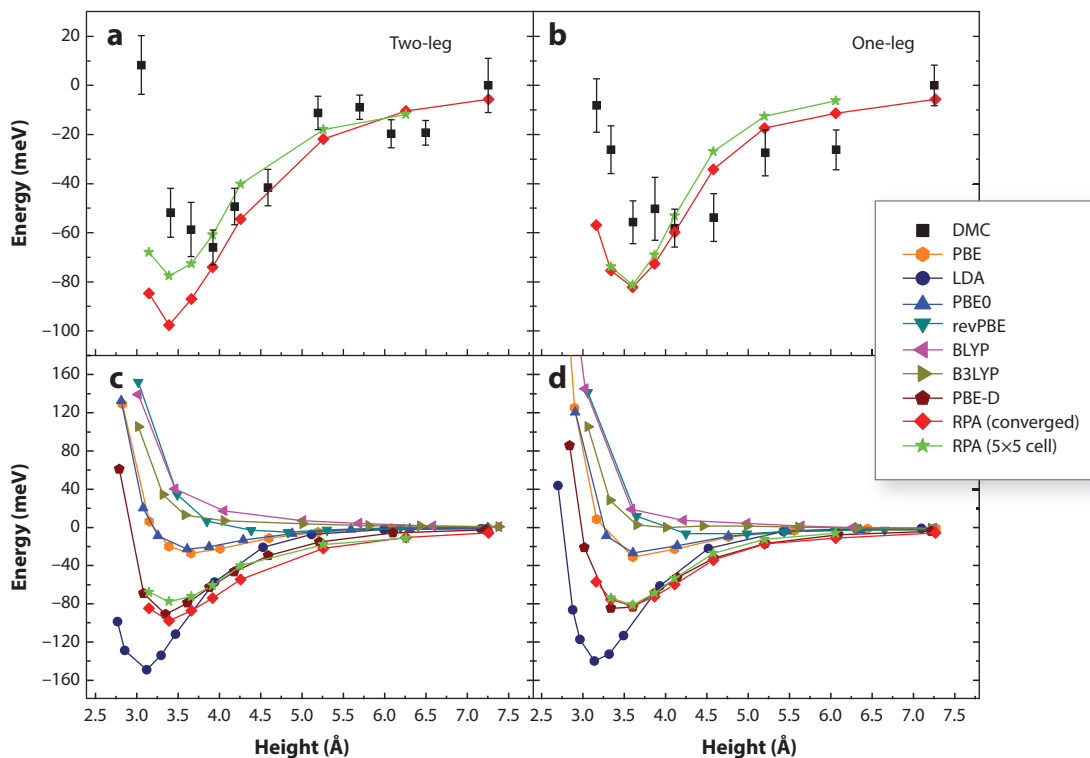 a
Two-leg
b
One-leg
20
0
−20
−40
−60
−80
−100
Energy (meV)
Energy (meV)
DMC
PBE
LDA
PBE0
revPBE
BLYP
B3LYP
PBE-D
RPA (converged)
RPA (5×5 cell)
c
d
160
120
80
40
0
−40
−80
−120
−160
Energy (meV)
Energy (meV)
2.5 3.0 3.5 4.0 4.5 5.0 5.5 6.0 6.5 7.0 7.5
2.5 3.0 3.5 4.0 4.5 5.0 5.5 6.0 6.5 7.0 7.5
Height (Å)
Height (Å)